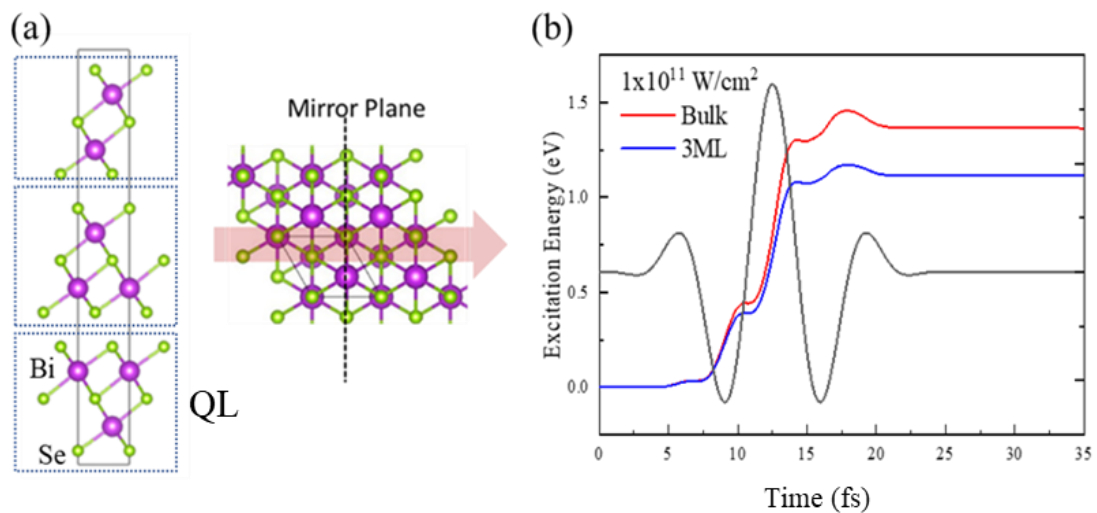 (a)
Mirror Plane
Bi
Se
QL
(b)
1x10¹¹ W/cm²
Bulk
3ML
Excitation Energy (eV)
1.5
1.0
0.5
0.0
0 5 10 15 20 25 30 35
Time (fs)